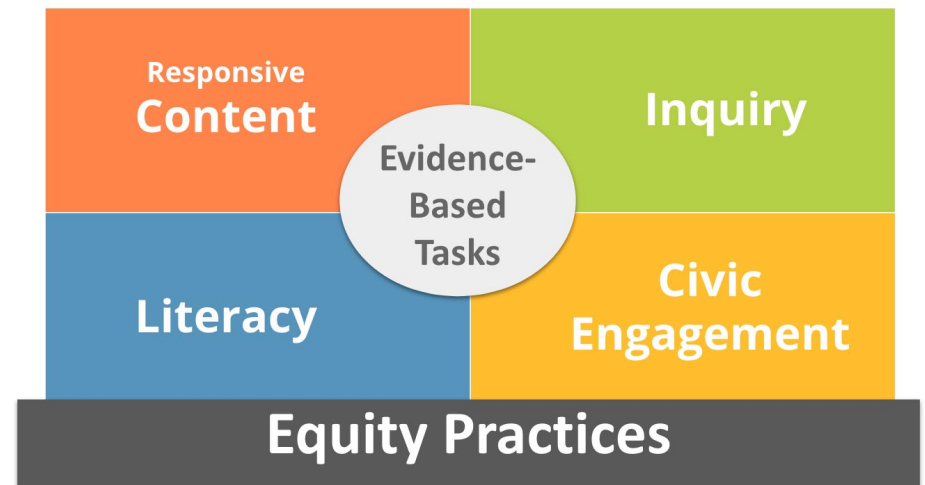 Responsive
Content
Inquiry
Evidence-
Based
Tasks
Literacy
Civic
Engagement
Equity Practices